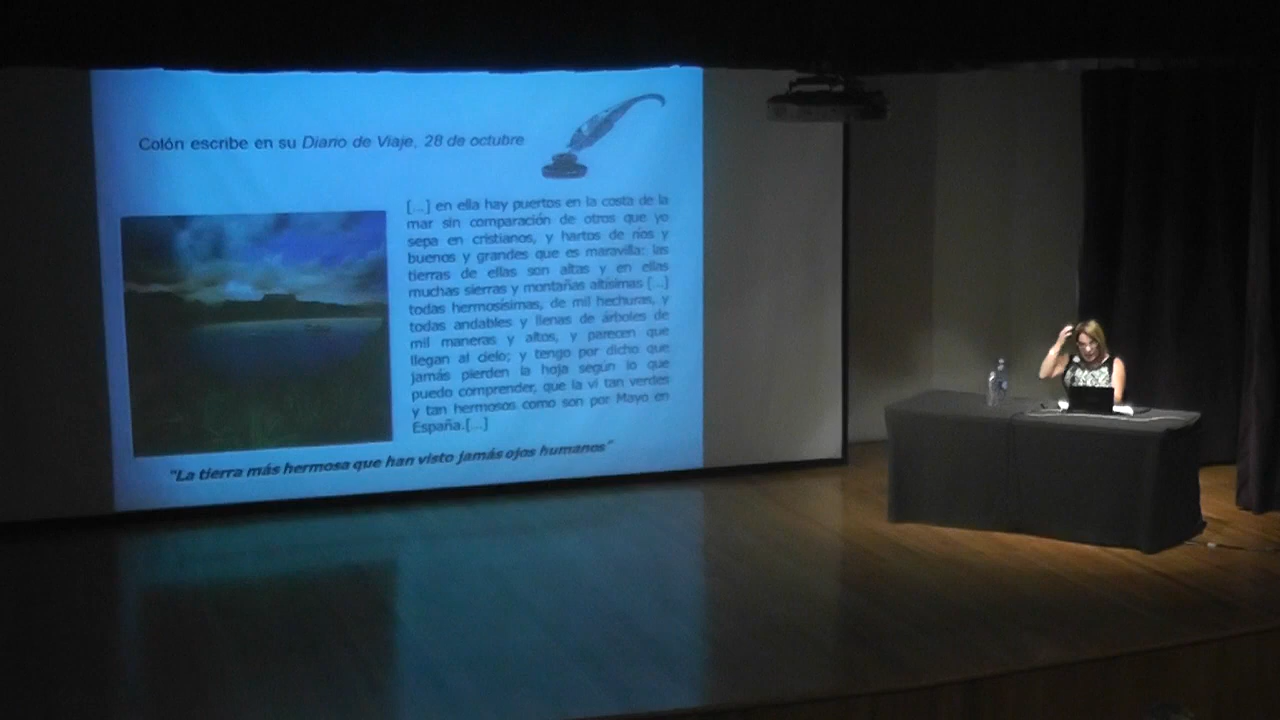 Colón escribe en su Diario de Viaje, 28 de octubre
[...] en ella hay puertos en la costa de la
mar sin comparación de otros que yo
sepa en cristianos, y hartos de ríos y
buenos y grandes que es maravilla; las
tierras de ellas son altas y en ellas
muchas sierras y montañas altísimas [...]
todas hermosísimas, de mil hechuras, y
todas andables y llenas de árboles de
mil maneras y altos, y parecen que
llegan al cielo; y tengo por dicho que
jamás pierden la hoja según lo que
puedo comprender, que la vi tan verdes
y tan hermosos como son por Mayo en
España.[...]
"La tierra más hermosa que han visto jamás ojos humanos"